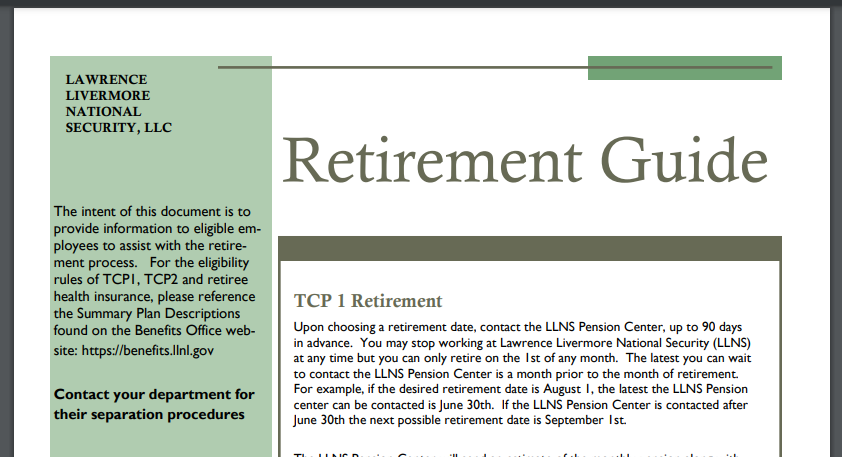 LAWRENCE
LIVERMORE
NATIONAL
SECURITY, LLC
Retirement Guide
The intent of this document is to
provide information to eligible em-
ployees to assist with the retire-
ment process.   For the eligibility
rules of TCP1, TCP2 and retiree
health insurance, please reference
the Summary Plan Descriptions
found on the Benefits Office web-
site: https://benefits.llnl.gov
Contact your department for
their separation procedures
TCP 1 Retirement
Upon choosing a retirement date, contact the LLNS Pension Center, up to 90 days
in advance.  You may stop working at Lawrence Livermore National Security (LLNS)
at any time but you can only retire on the 1st of any month.  The latest you can wait
to contact the LLNS Pension Center is a month prior to the month of retirement.
For example, if the desired retirement date is August 1, the latest the LLNS Pension
center can be contacted is June 30th.  If the LLNS Pension Center is contacted after
June 30th the next possible retirement date is September 1st.